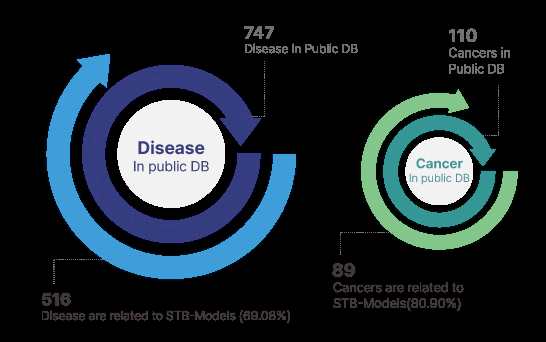 747
Disease in Public DB
110
Cancers in
Public DB
Disease
In public DB
Cancer
In public DB
516
Disease are related to STB-Models (69.08%)
89
Cancers are related to
STB-Models(80.90%)